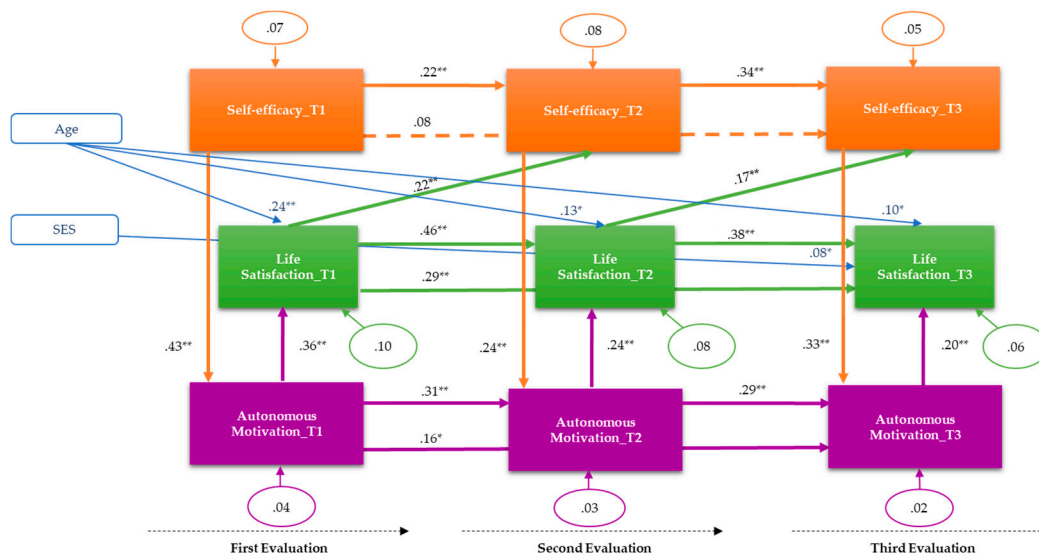 .07
.08
.05
.22**
.34**
Self-efficacy_T1
Self-efficacy_T2
Self-efficacy_T3
Age
.08
.22**
.17**
.24**
.13*
.10*
SES
.46**
.38**
.08*
Life
Satisfaction_T1
Life
Satisfaction_T2
Life
Satisfaction_T3
.29**
.43**
.36**
.10
.24**
.24**
.08
.33**
.20**
.06
.31**
.29**
Autonomous
Motivation_T1
Autonomous
Motivation_T2
Autonomous
Motivation_T3
.16*
.04
.03
.02
First Evaluation
Second Evaluation
Third Evaluation